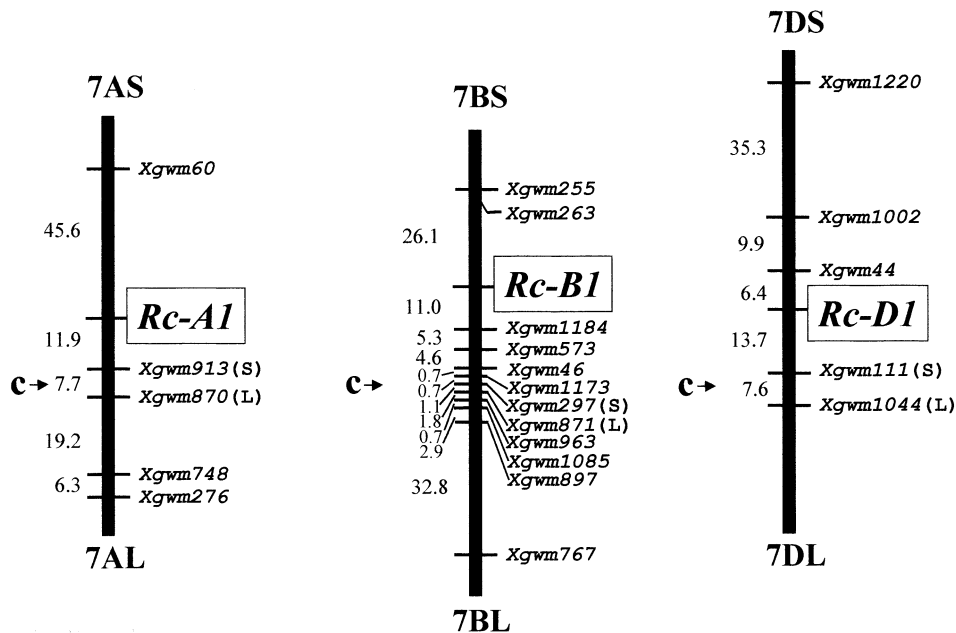 7AS
Xgwm60
45.6
Rc-A1
11.9
Xgwm913(S)
c
7.7
Xgwm870(L)
19.2
Xgwm748
6.3
Xgwm276
7AL
7BS
Xgwm255
Xgwm263
26.1
Rc-B1
11.0
Xgwm1184
5.3
Xgwm573
4.6
Xgwm46
0.7
Xgwm1173
c
0.7
Xgwm297(S)
1.1
Xgwm871(L)
1.8
Xgwm963
0.7
Xgwm1085
2.9
Xgwm897
32.8
Xgwm767
7BL
7DS
Xgwm1220
35.3
Xgwm1002
9.9
Xgwm44
6.4
Rc-D1
13.7
Xgwm111(S)
c
7.6
Xgwm1044(L)
7DL